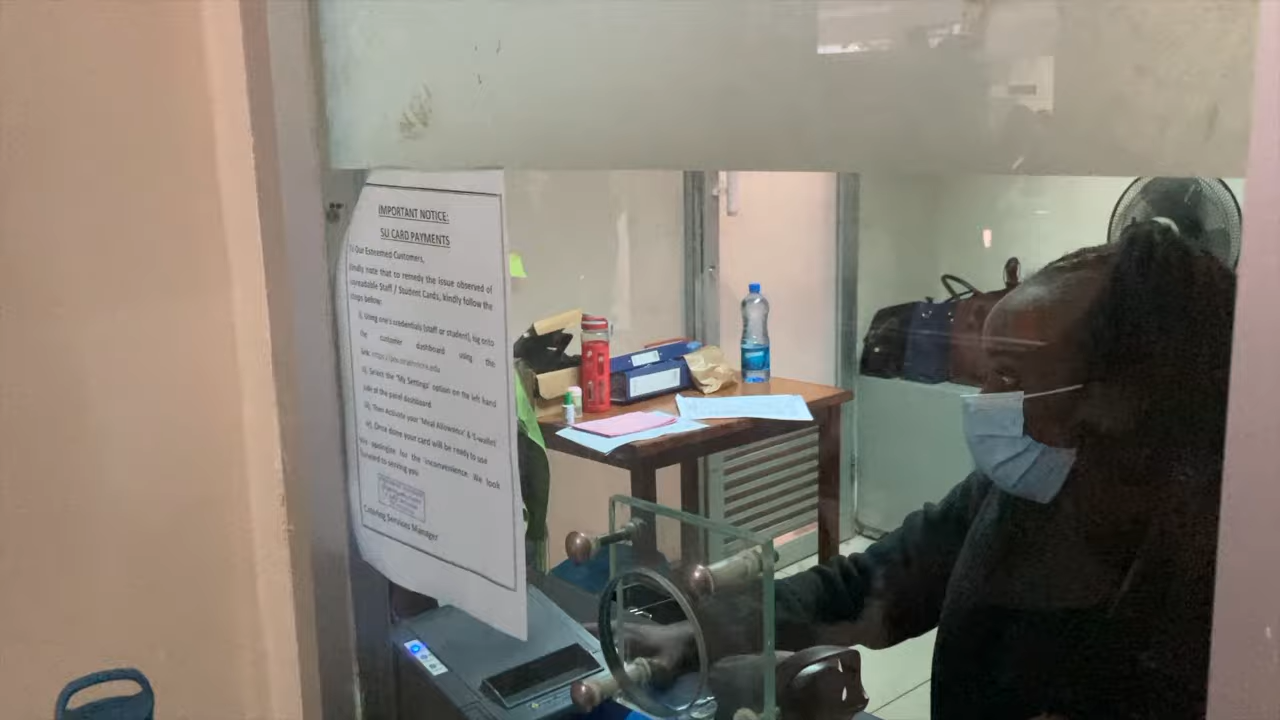 IMPORTANT NOTICE:
SU CARD PAYMENTS
Our Esteemed Customers,
kindly note that to remedy the issue observed of
unreadable Staff / Student Cards, kindly follow the
steps below:
i). Using one's credentials (staff or student), log onto
the customer dashboard using the
link:
ii). Select the 'My Settings' option on the left hand
side of the panel dashboard
iii). Then Activate your 'Meal Allowance' & 'E-wallet'
iv). Once done your card will be ready to use
We apologize for the inconvenience. We look
forward to serving you
Catering Services Manager